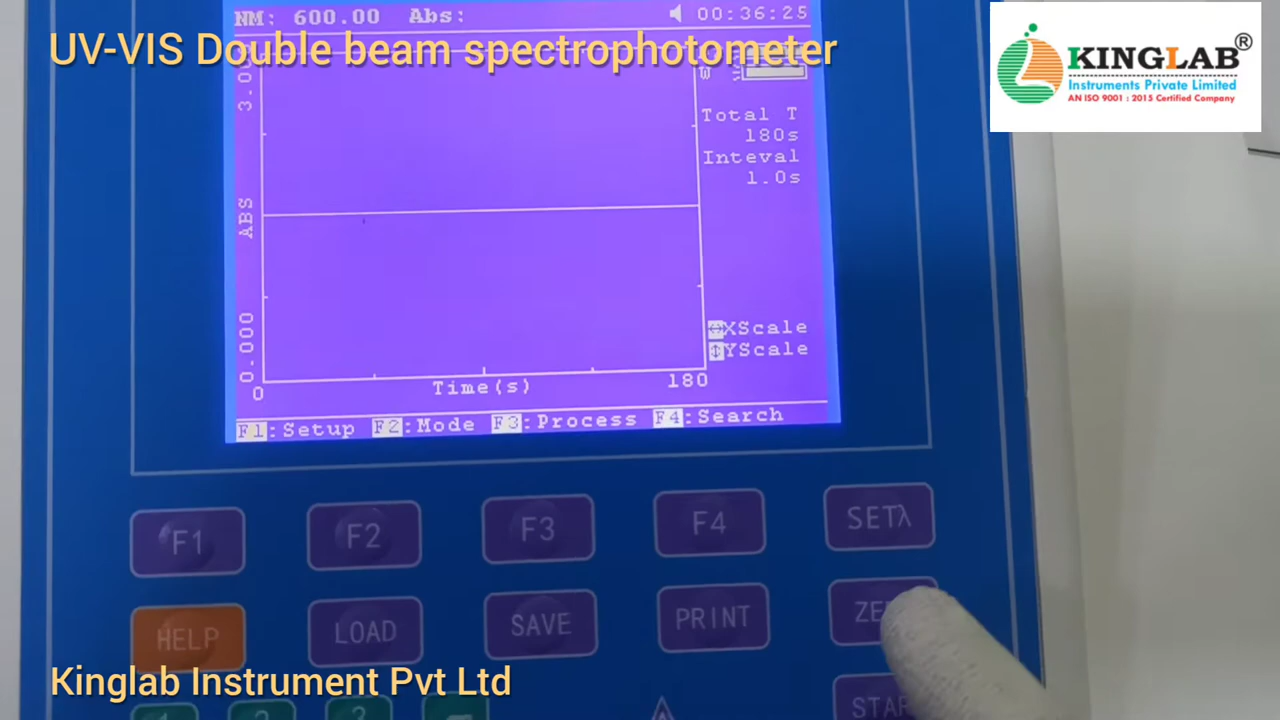 NM: 600.00 Abs: 00:36:25
UV-VIS Double beam spectrophotometer
KINGLAB®
Instruments Private Limited
AN ISO 9001 : 2015 Certified Company
Total T
180s
Inteval
1.0s
ABS
XScale
YScale
0.000
0 Time(s) 180
F1:Setup F2:Mode F3:Process F4:Search
F1 F2 F3 F4 SETλ
HELP LOAD SAVE PRINT
Kinglab Instrument Pvt Ltd
1 2 3